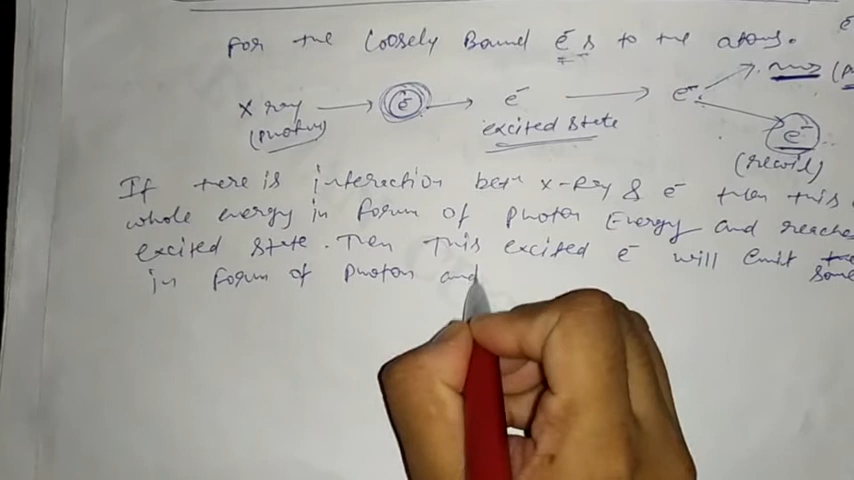 For the Loosely Bound e⁻s to the atoms.
X ray → e⁻ → e⁻ → e⁻
(photon) excited state e⁻
(recoil)
If there is interaction betn X-Ray & e⁻ then this
whole energy in form of photon Energy and reaches
excited state. Then this excited e⁻ will emit some
in form of photon and